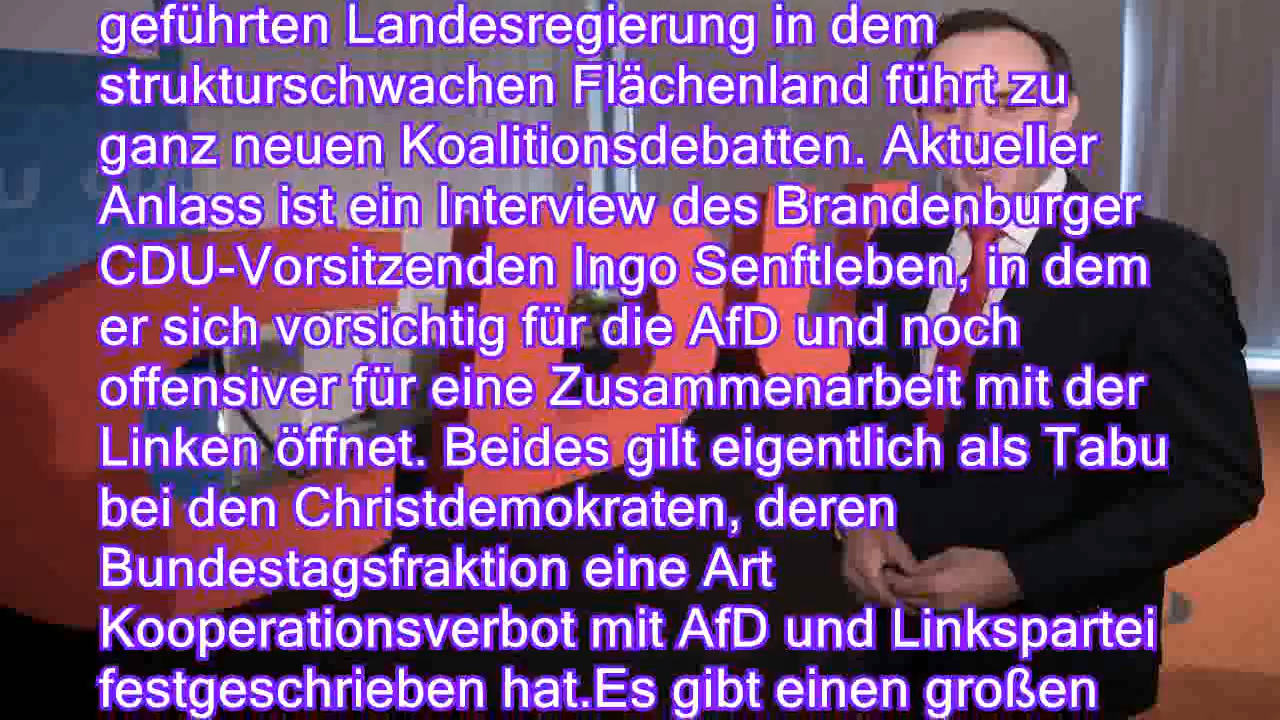 geführten Landesregierung in dem
strukturschwachen Flächenland führt zu
ganz neuen Koalitionsdebatten. Aktueller
Anlass ist ein Interview des Brandenburger
CDU-Vorsitzenden Ingo Senftleben, in dem
er sich vorsichtig für die AfD und noch
offensiver für eine Zusammenarbeit mit der
Linken öffnet. Beides gilt eigentlich als Tabu
bei den Christdemokraten, deren
Bundestagsfraktion eine Art
Kooperationsverbot mit AfD und Linkspartei
festgeschrieben hat.Es gibt einen großen
DU